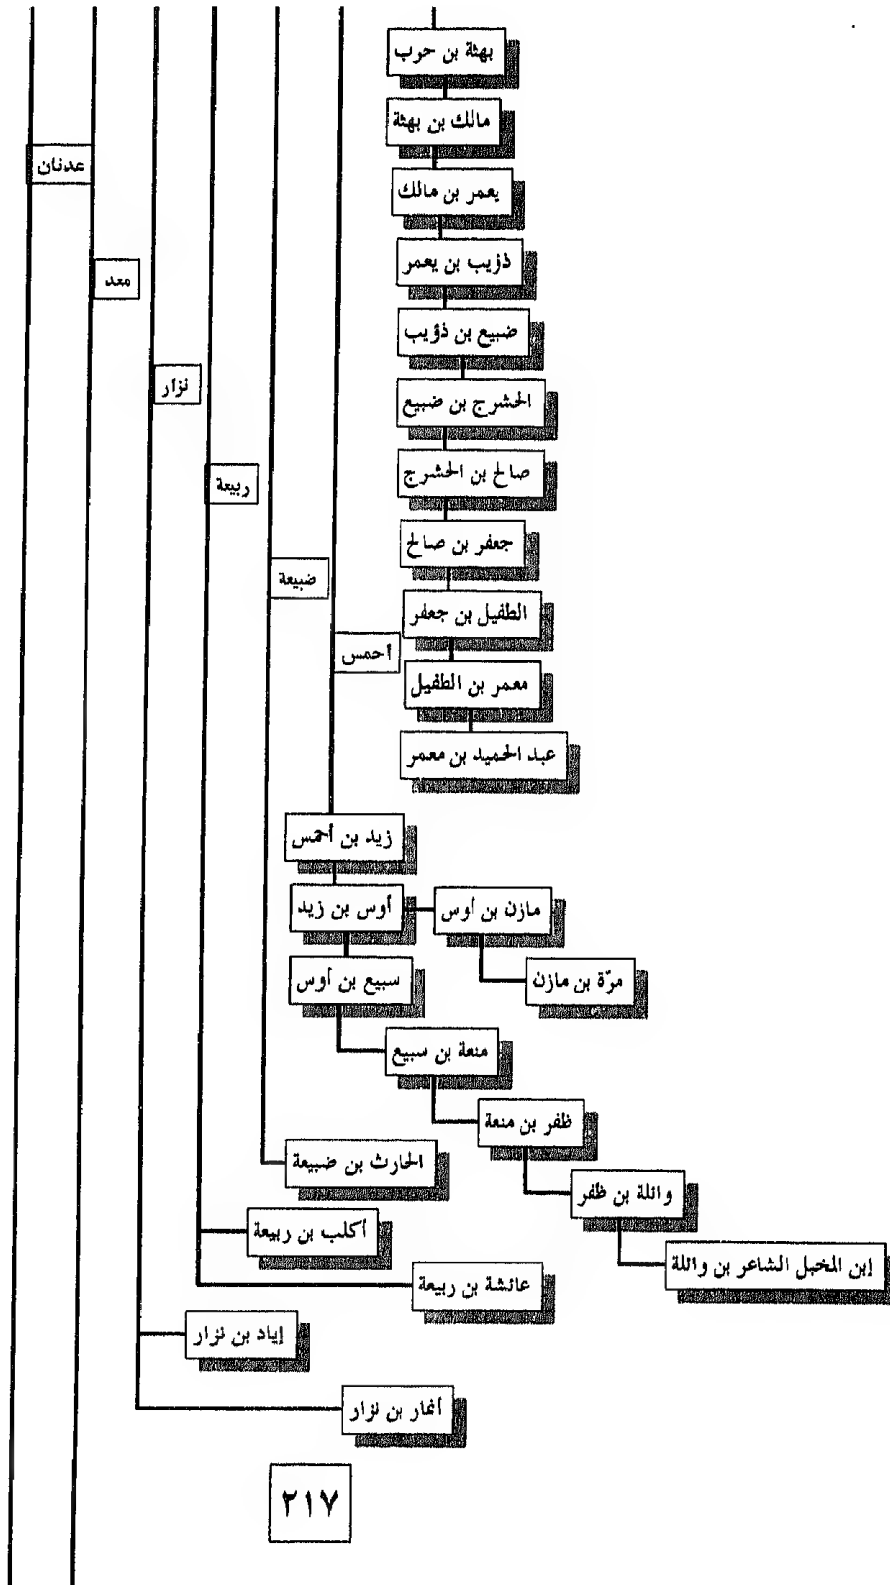 بهثة بن حرب
مالك بن بهثة
عدنان
يعمر بن مالك
ذؤيب بن يعمر
معد
ضبيع بن ذؤيب
نزار
الحشرج بن ضبيع
صالح بن الحشرج
ربيعة
جعفر بن صالح
ضبيعة
الطفيل بن جعفر
أحمس
معمر بن الطفيل
عبد الحميد بن معمر
زيد بن أحمس
مازن بن أوس
أوس بن زيد
مرّة بن مازن
سبيع بن أوس
منعة بن سبيع
ظفر بن منعة
الحارث بن ضبيعة
وائلة بن ظفر
أكلب بن ربيعة
إبن المخبل الشاعر بن وائلة
عائشة بن ربيعة
إياد بن نزار
أنمار بن نزار
٢١٧